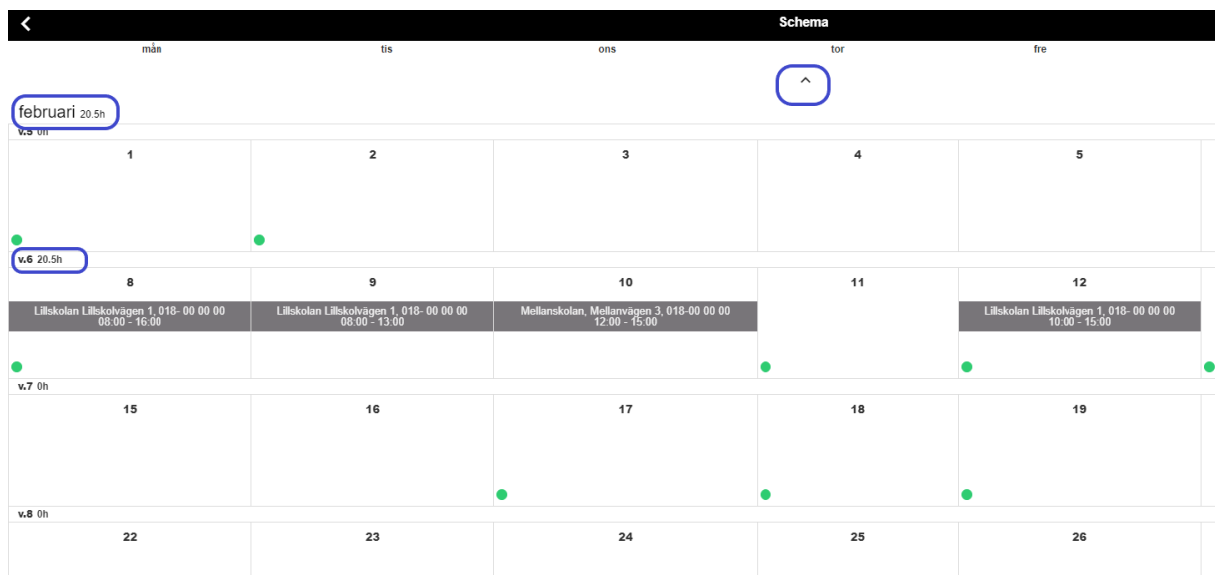 Schema
mån tis ons tor fre
februari 20.5h
v.5 0h
1 2 3 4 5
v.6 20.5h
8 9 10 11 12
Lillskolan Lillskolvägen 1, 018- 00 00 00 Lillskolan Lillskolvägen 1, 018- 00 00 00 Mellanskolan, Mellanvägen 3, 018-00 00 00 Lillskolan Lillskolvägen 1, 018- 00 00 00
08:00 - 16:00 08:00 - 13:00 12:00 - 15:00 10:00 - 15:00
v.7 0h
15 16 17 18 19
v.8 0h
22 23 24 25 26